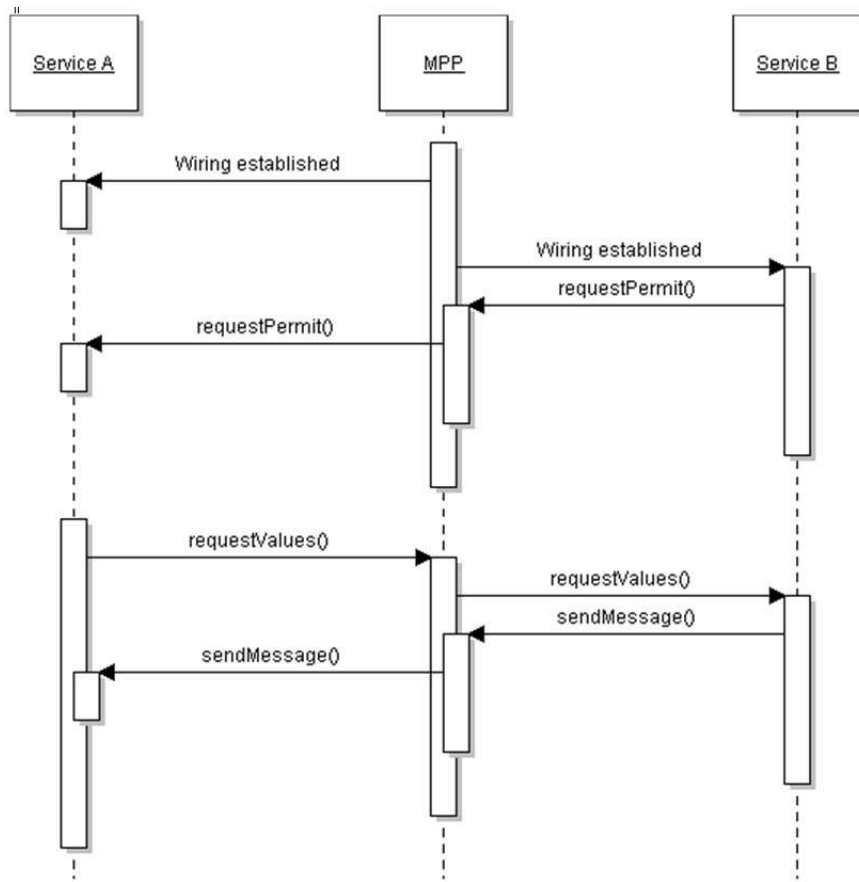 Service A
MPP
Service B
Wiring established
Wiring established
requestPermit()
requestPermit()
requestValues()
requestValues()
sendMessage()
sendMessage()